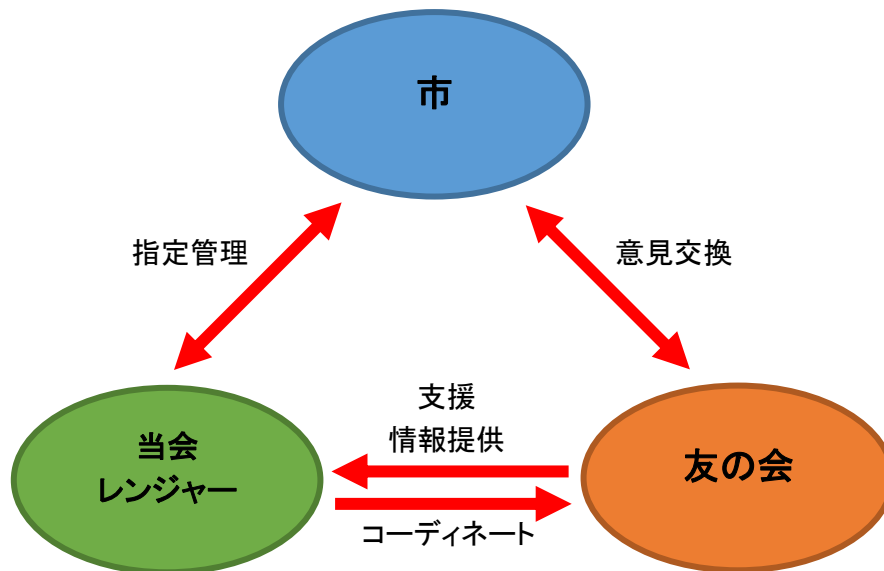 市
指定管理
意見交換
支援
情報提供
当会
レンジャー
友の会
コーディネート